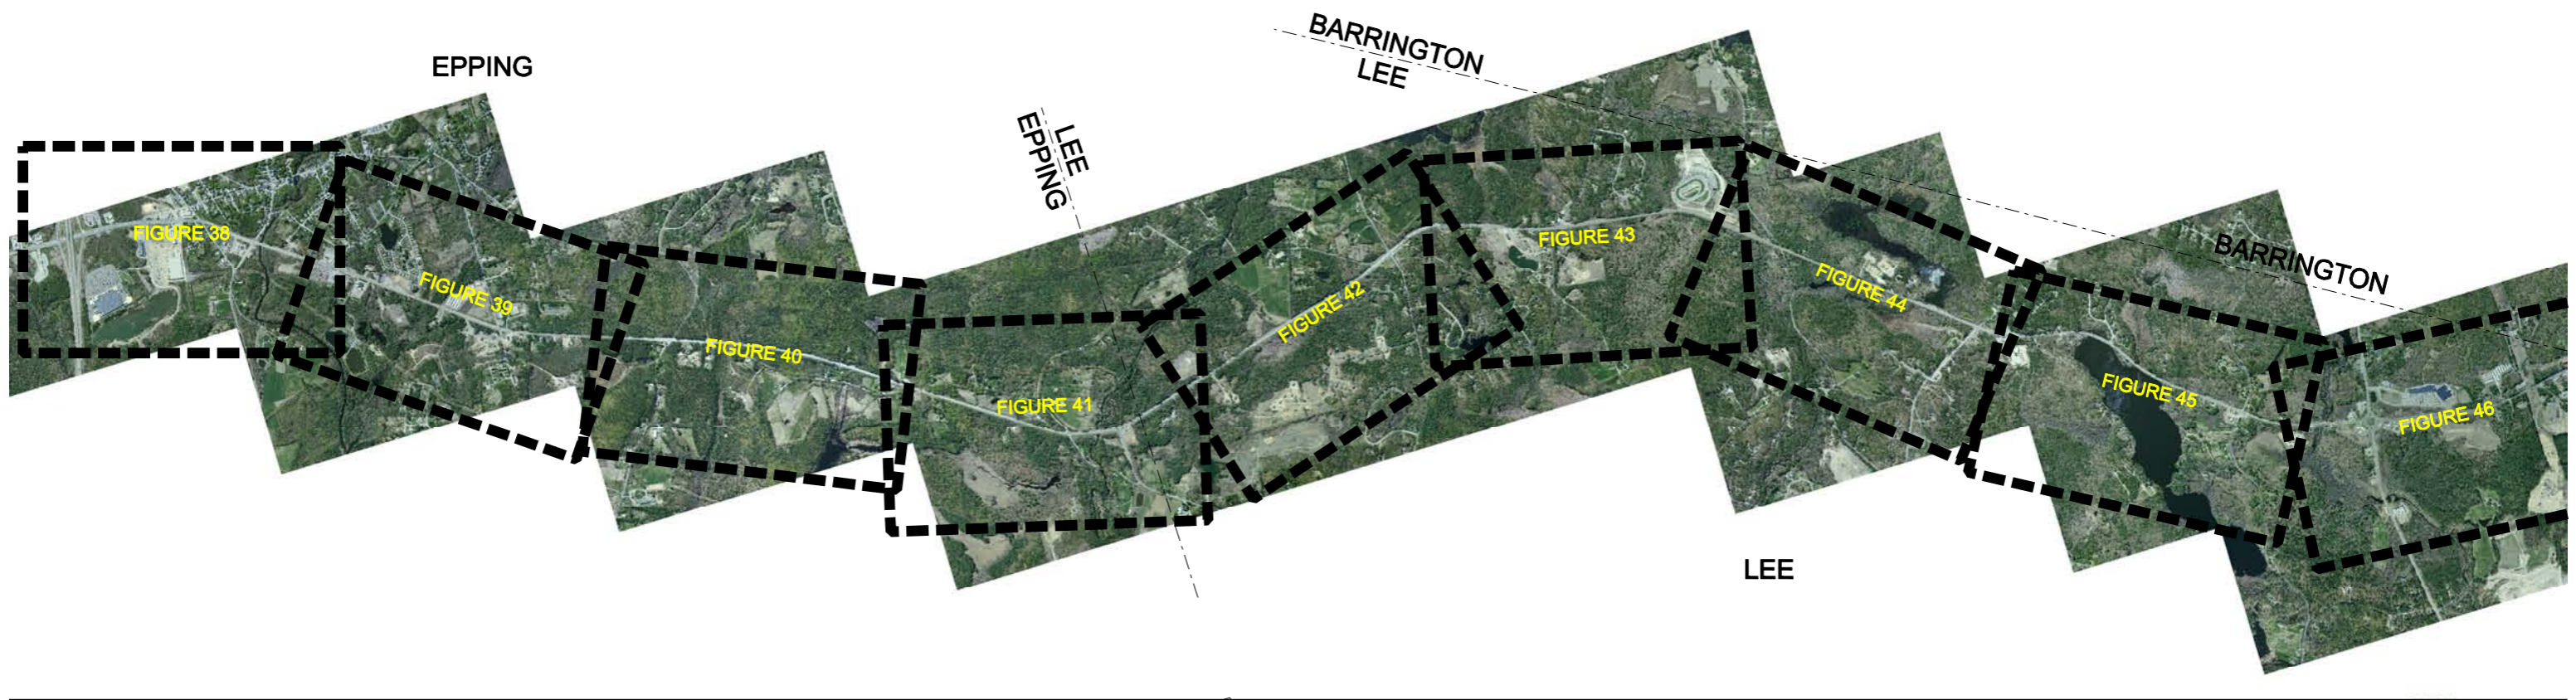 EPPING
BARRINGTON
LEE
LEE
EPPING
BARRINGTON
FIGURE 38
FIGURE 39
FIGURE 40
FIGURE 41
FIGURE 42
FIGURE 43
FIGURE 44
FIGURE 45
FIGURE 46
LEE